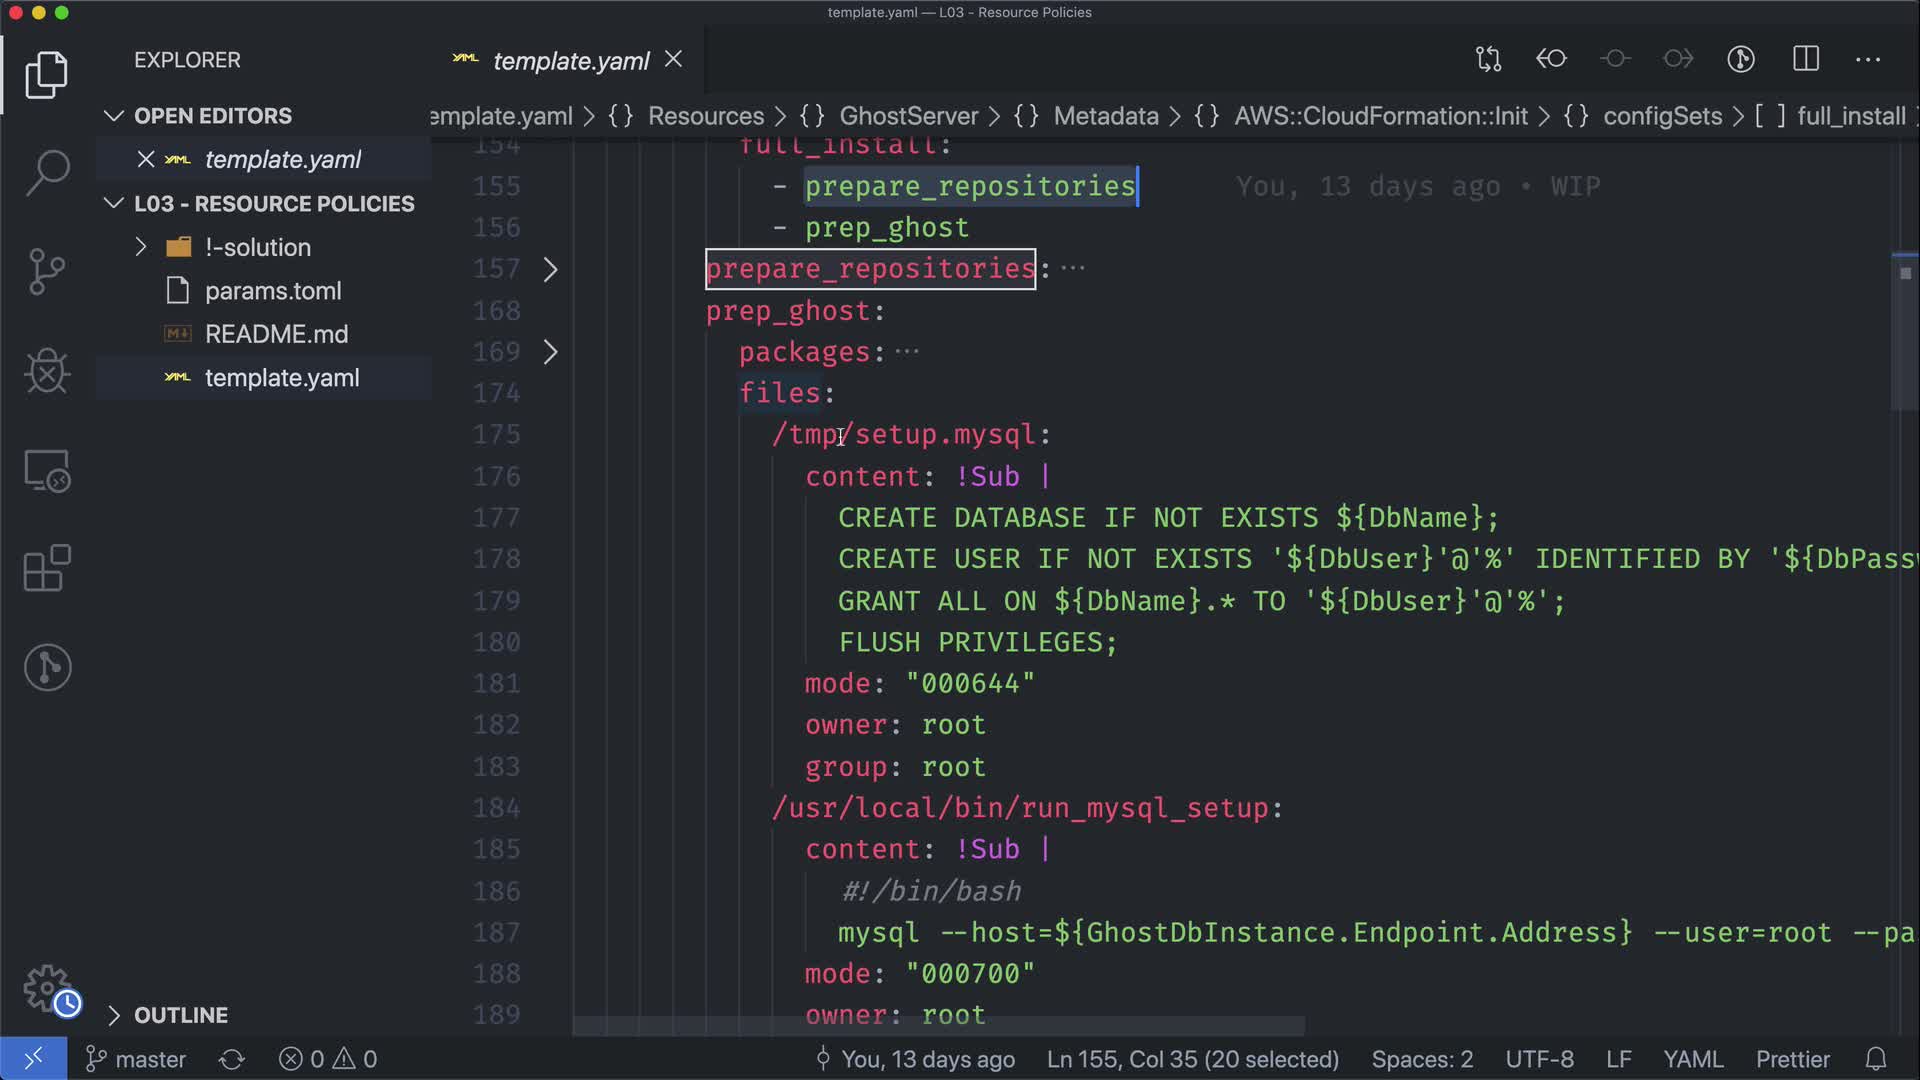 template.yaml — L03 - Resource Policies
EXPLORER
template.yaml
OPEN EDITORS
template.yaml
L03 - RESOURCE POLICIES
!-solution
params.toml
README.md
template.yaml
OUTLINE
emplate.yaml > {} Resources > {} GhostServer > {} Metadata > {} AWS::CloudFormation::Init > {} configSets > [ ] full_install
154 full_install:
155 - prepare_repositories You, 13 days ago • WIP
156 - prep_ghost
157 prepare_repositories: ···
168 prep_ghost:
169 packages: ···
174 files:
175 /tmp/setup.mysql:
176 content: !Sub |
177 CREATE DATABASE IF NOT EXISTS ${DbName};
178 CREATE USER IF NOT EXISTS '${DbUser}'@'%' IDENTIFIED BY '${DbPass
179 GRANT ALL ON ${DbName}.* TO '${DbUser}'@'%';
180 FLUSH PRIVILEGES;
181 mode: "000644"
182 owner: root
183 group: root
184 /usr/local/bin/run_mysql_setup:
185 content: !Sub |
186 #!/bin/bash
187 mysql --host=${GhostDbInstance.Endpoint.Address} --user=root --pa
188 mode: "000700"
189 owner: root
master 0 0 You, 13 days ago Ln 155, Col 35 (20 selected) Spaces: 2 UTF-8 LF YAML Prettier